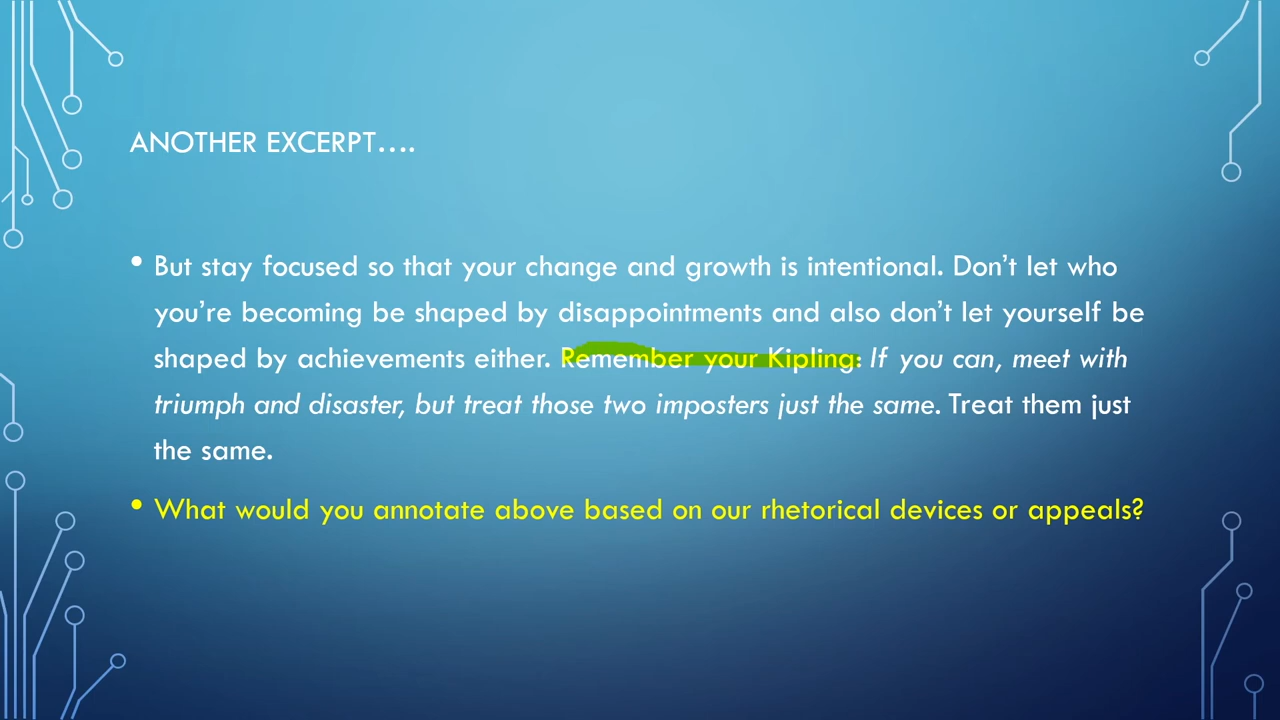 ANOTHER EXCERPT....
• But stay focused so that your change and growth is intentional. Don't let who
you're becoming be shaped by disappointments and also don't let yourself be
shaped by achievements either. Remember your Kipling: If you can, meet with
triumph and disaster, but treat those two imposters just the same. Treat them just
the same.
• What would you annotate above based on our rhetorical devices or appeals?